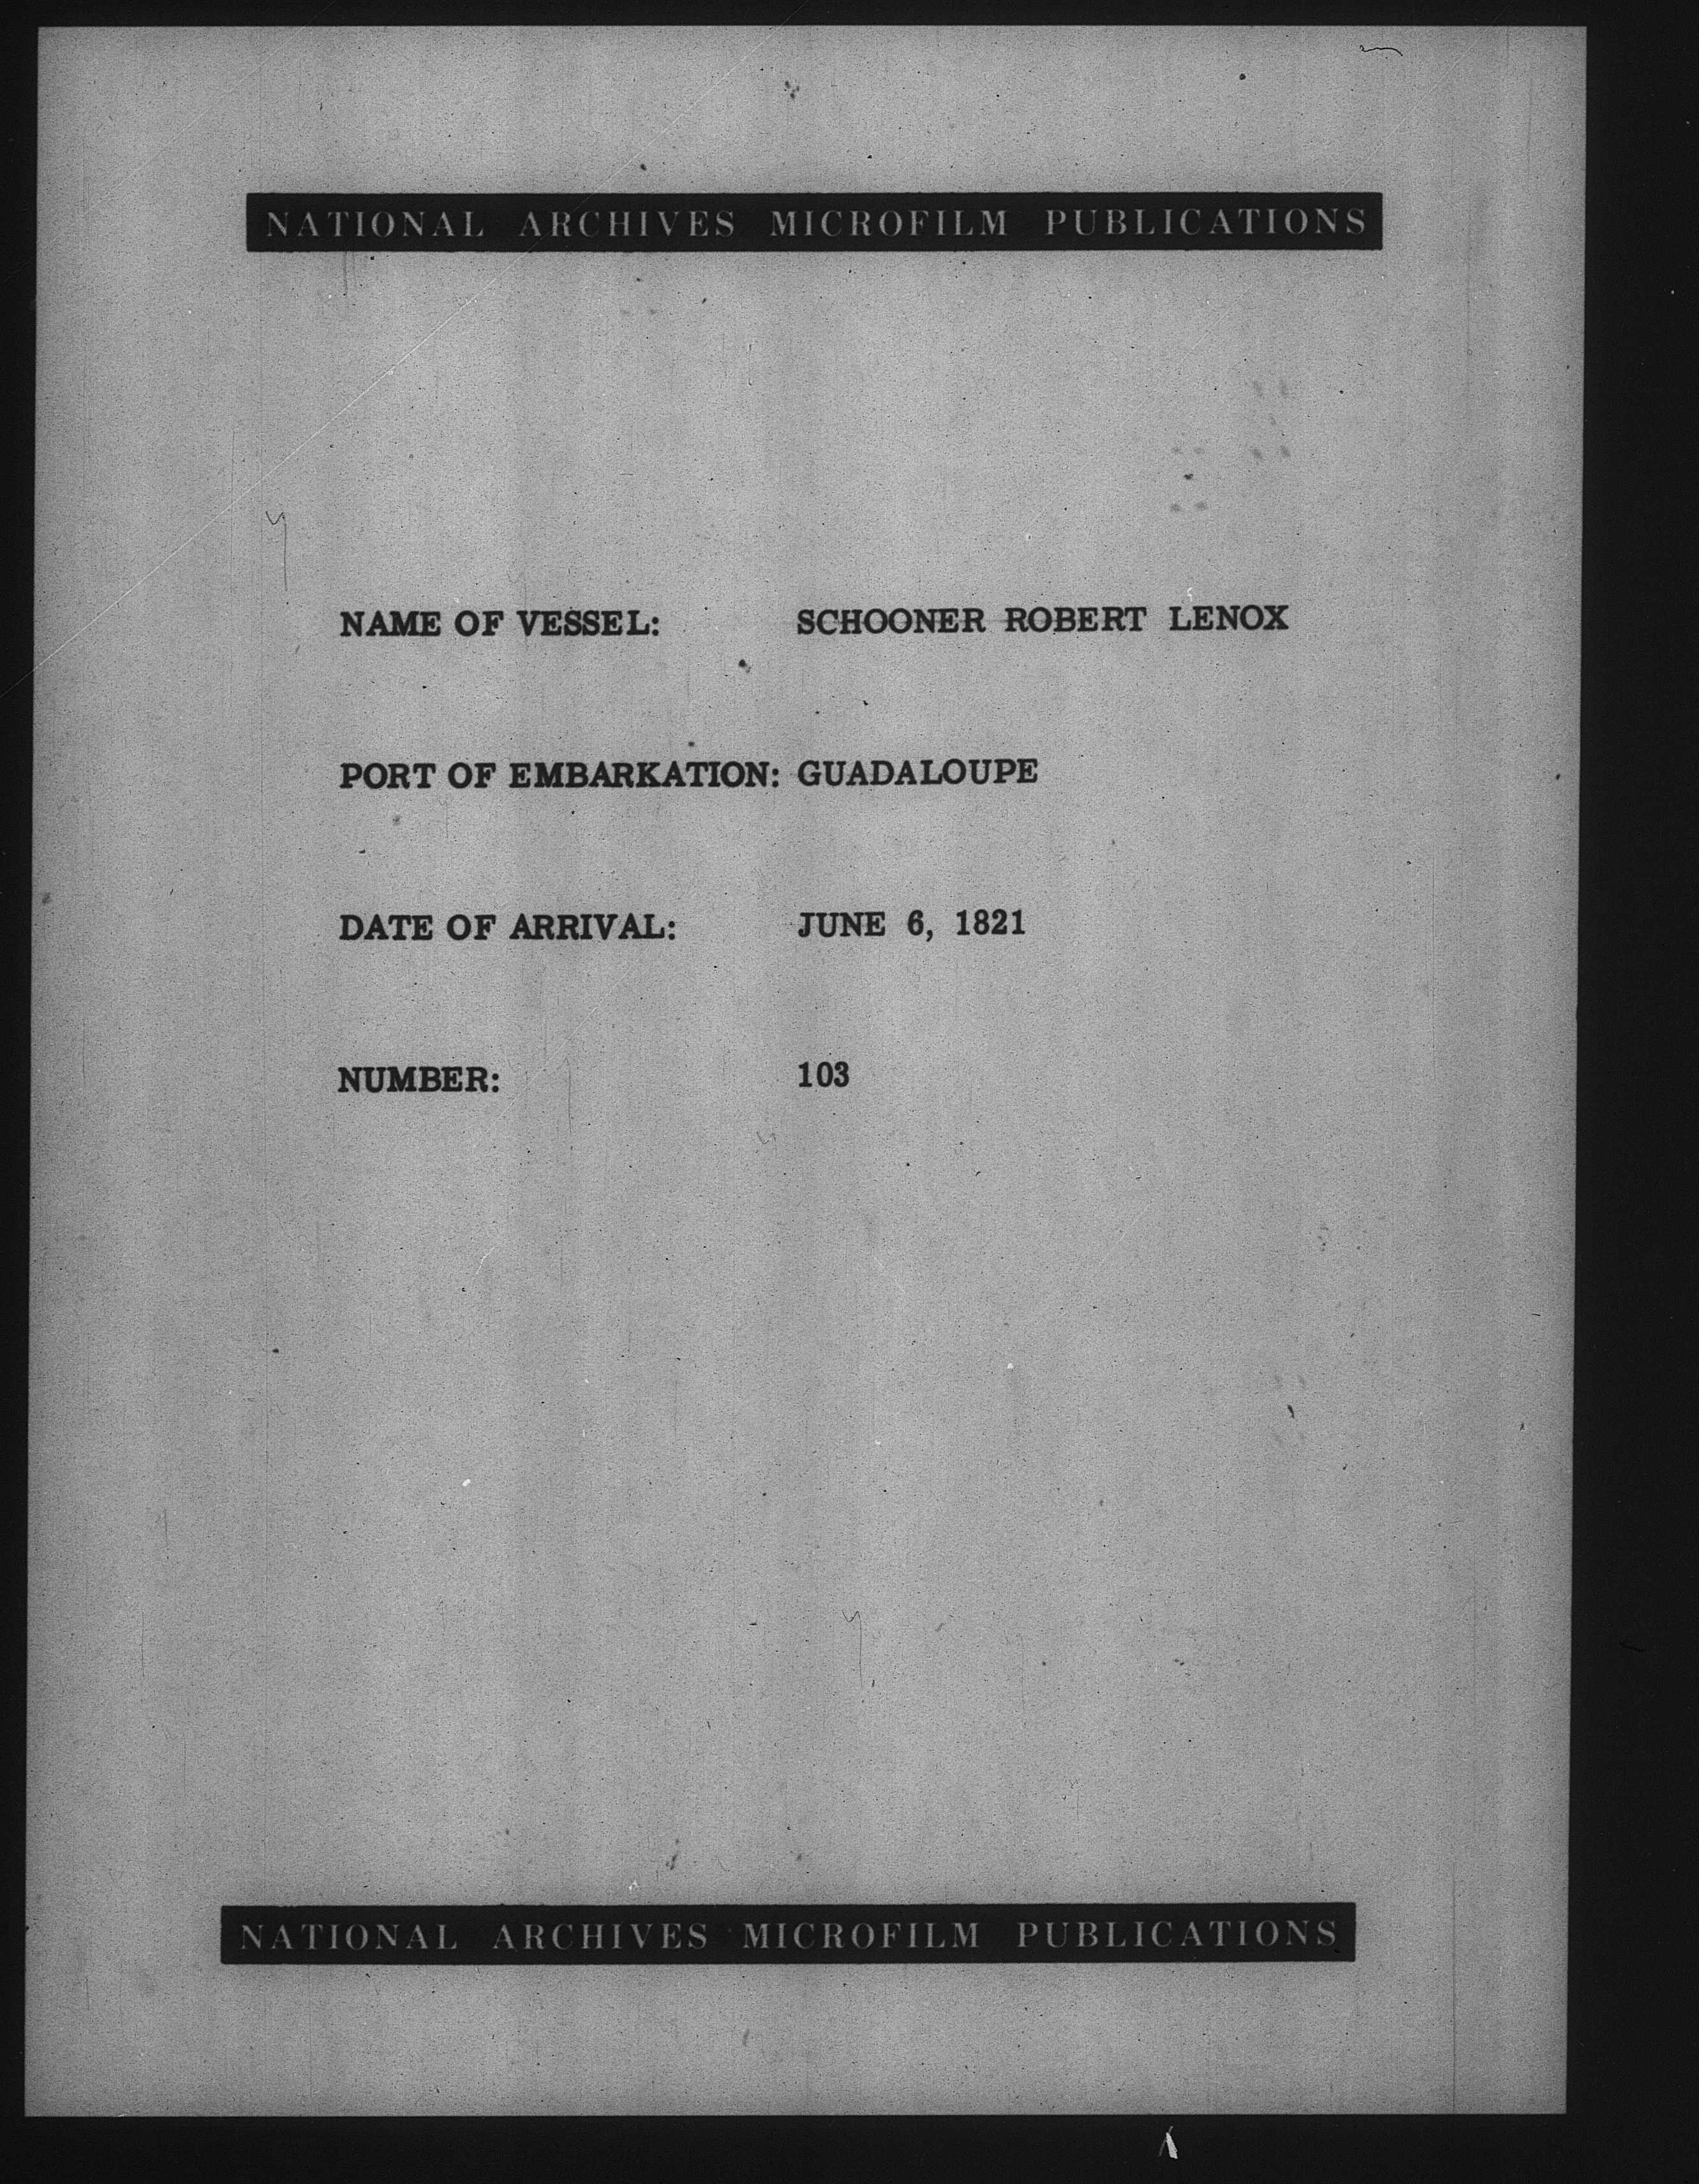 NATIONAL ARCHIVES MICROFILM PUBLICATIONS
NAME OF VESSEL: SCHOONER ROBERT LENOX
PORT OF EMBARKATION: GUADALOUPE
DATE OF ARRIVAL: JUNE 6, 1821
NUMBER: 103
NATIONAL ARCHIVES MICROFILM PUBLICATIONS